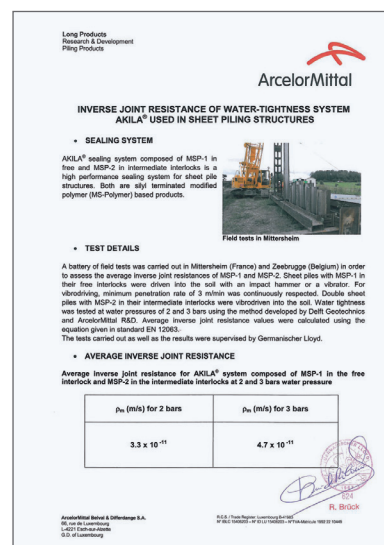 Long Products
Research & Development
Piling Products
ArcelorMittal
INVERSE JOINT RESISTANCE OF WATER-TIGHTNESS SYSTEM
AKILA® USED IN SHEET PILING STRUCTURES
• SEALING SYSTEM
AKILA® sealing system composed of MSP-1 in
free and MSP-2 in intermediate interlocks is a
high performance sealing system for sheet pile
structures. Both are silyl terminated modified
polymer (MS-Polymer) based products.
Field tests in Mittersheim
• TEST DETAILS
A battery of field tests was carried out in Mittersheim (France) and Zeebrugge (Belgium) in order
to assess the average inverse joint resistances of MSP-1 and MSP-2. Sheet piles with MSP-1 in
their free interlocks were driven into the soil with an impact hammer or a vibrator. For
vibrodriving, minimum penetration rate of 3 m/min was continuously respected. Double sheet
piles with MSP-2 in their intermediate interlocks were vibrodriven into the soil. Water tightness
was tested at water pressures of 2 and 3 bars using the method developed by Delft Geotechnics
and ArcelorMittal R&D. Average inverse joint resistance values were calculated using the
equation given in standard EN 12063.
The tests carried out as well as the results were supervised by Germanischer Lloyd.
• AVERAGE INVERSE JOINT RESISTANCE
Average inverse joint resistance for AKILA® system composed of MSP-1 in the free
interlock and MSP-2 in the intermediate interlocks at 2 and 3 bars water pressure
ρm (m/s) for 2 bars
ρm (m/s) for 3 bars
3.3 x 10 -11
4.7 x 10 -11
824
R. Brück
ArcelorMittal Belval & Differdange S.A.
66, rue de Luxembourg
L-4221 Esch-sur-Alzette
G.D. of Luxembourg